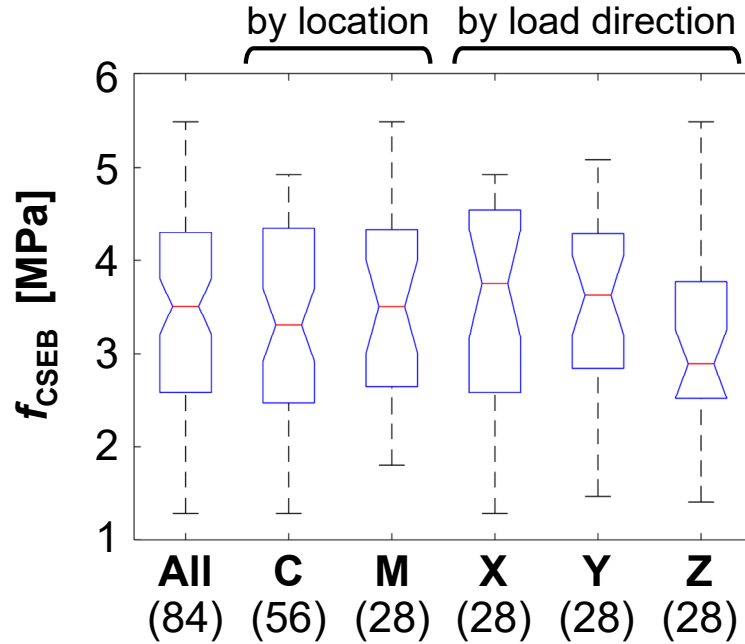 by location by load direction
6
5
4
3
2
1
f_CSEB [MPa]
All C M X Y Z
(84) (56) (28) (28) (28) (28)